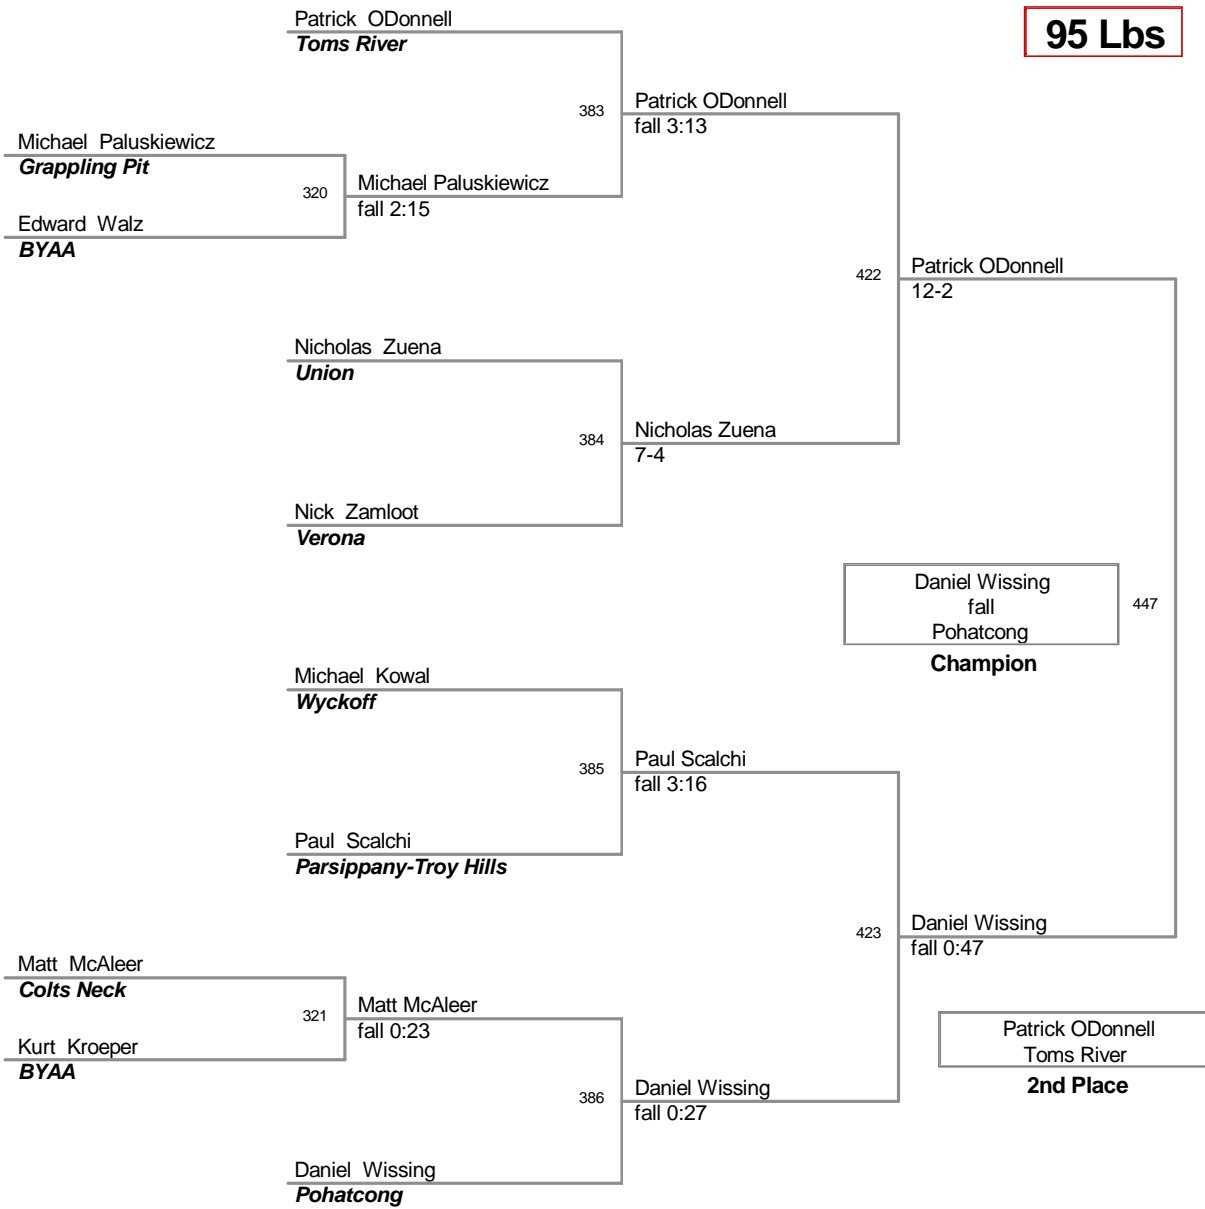 95 Lbs
Patrick ODonnell
Toms River
383
Patrick ODonnell
fall 3:13
Michael Paluskiewicz
Grappling Pit
320
Michael Paluskiewicz
fall 2:15
Edward Walz
BYAA
422
Patrick ODonnell
12-2
Nicholas Zuena
Union
384
Nicholas Zuena
7-4
Nick Zamloot
Verona
Daniel Wissing
fall
Pohatcong
447
Champion
Michael Kowal
Wyckoff
385
Paul Scalchi
fall 3:16
Paul Scalchi
Parsippany-Troy Hills
423
Daniel Wissing
fall 0:47
Matt McAleer
Colts Neck
321
Matt McAleer
fall 0:23
Kurt Kroeper
BYAA
Patrick ODonnell
Toms River
2nd Place
386
Daniel Wissing
fall 0:27
Daniel Wissing
Pohatcong